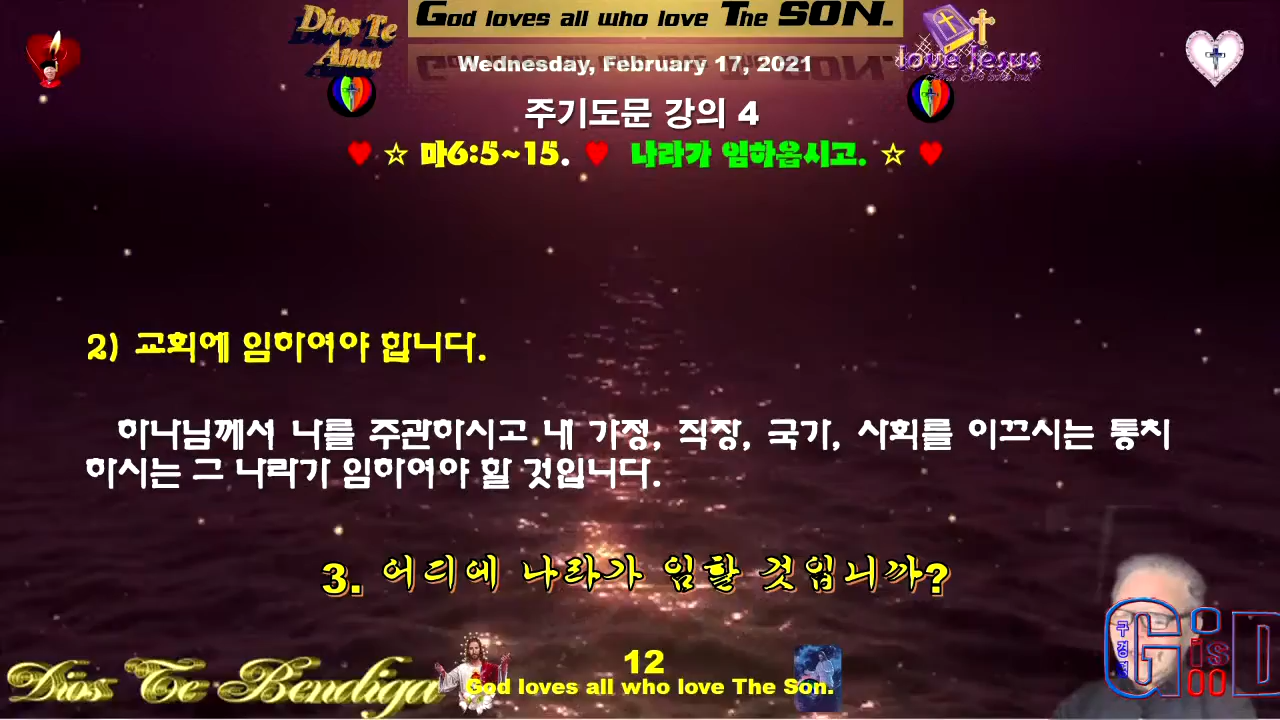 Dios Te
Ama
God loves all who love The SON.
love Jesus
Wednesday, February 17, 2021
주기도문 강의 4
♥ ☆ 마6:5~15. ♥ 나라가 임하옵시고. ☆ ♥
2) 교회에 임하여야 합니다.
하나님께서 나를 주관하시고 내 가정, 직장, 국가, 사회를 이끄시는 통치
하시는 그 나라가 임하여야 할 것입니다.
3. 어디에 나라가 임할 것입니까?
12
Dios Te Bendiga
God loves all who love The Son.